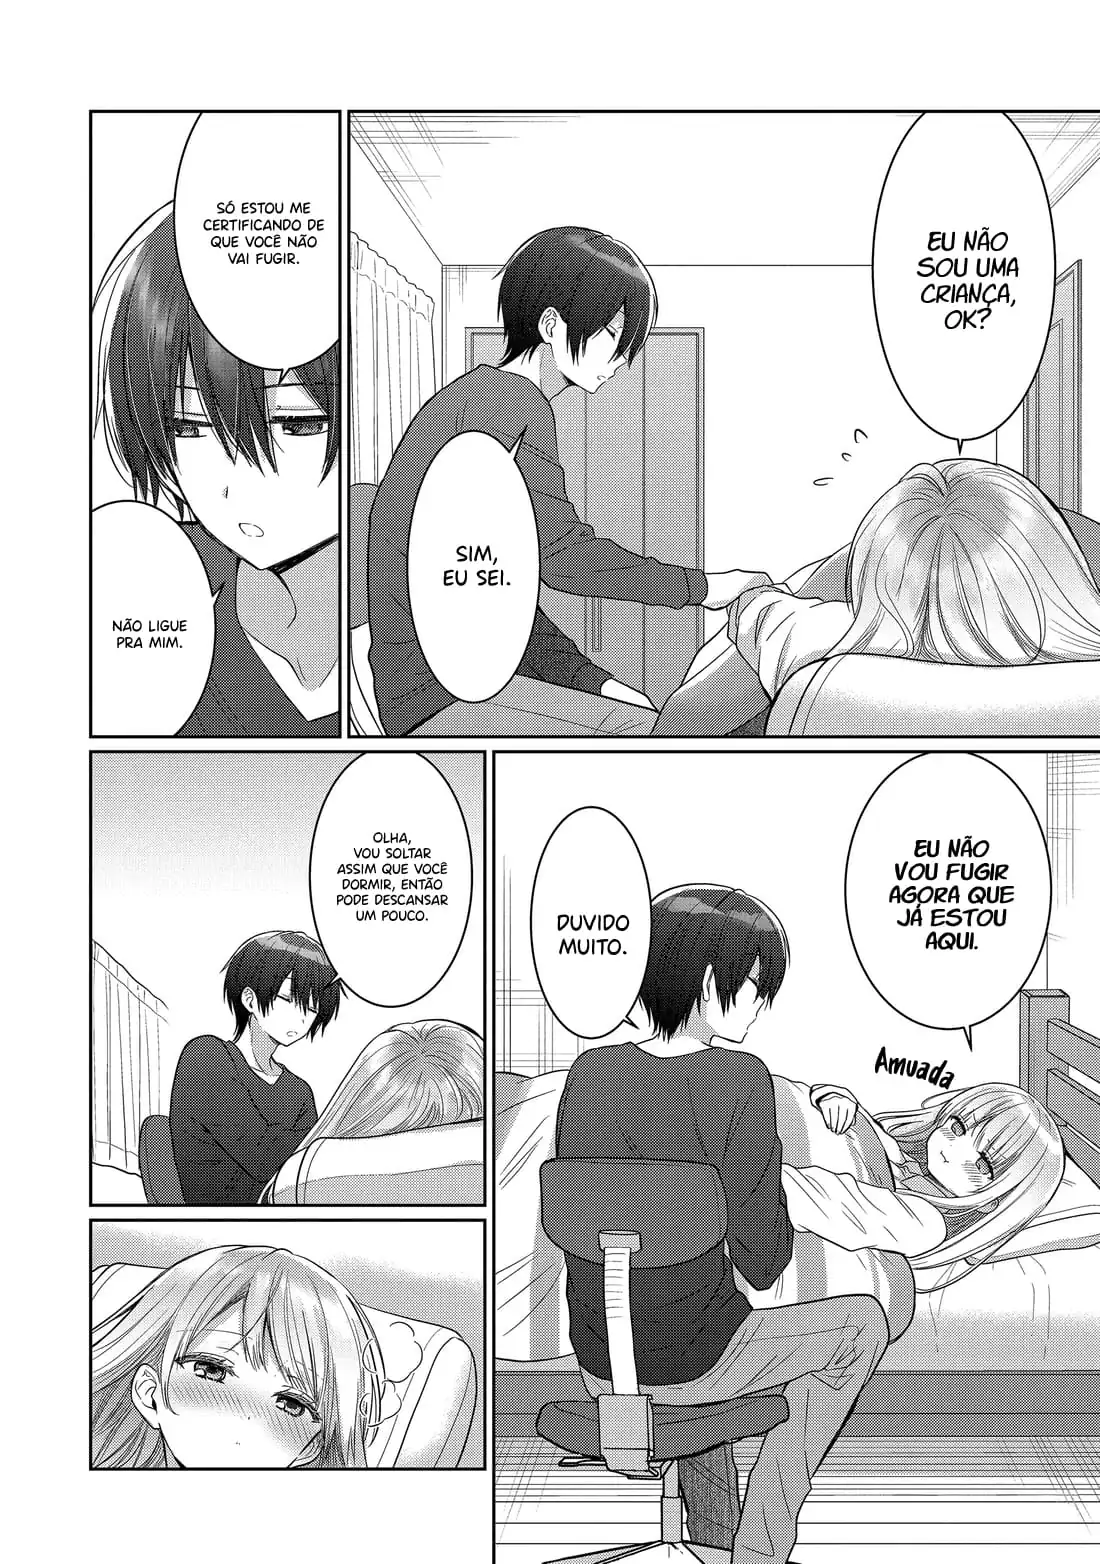 EU NÃO
SOU UMA
CRIANÇA,
OK?
SIM,
EU SEI.
SÓ ESTOU ME
CERTIFICANDO DE
QUE VOCÊ NÃO
VAI FUGIR.
NÃO LIGUE
PRA MIM.
EU NÃO
VOU FUGIR
AGORA QUE
JÁ ESTOU
AQUI.
DUVIDO
MUITO.
Amuada
OLHA,
VOU SOLTAR
ASSIM QUE VOCÊ
DORMIR, ENTÃO
PODE DESCANSAR
UM POUCO.